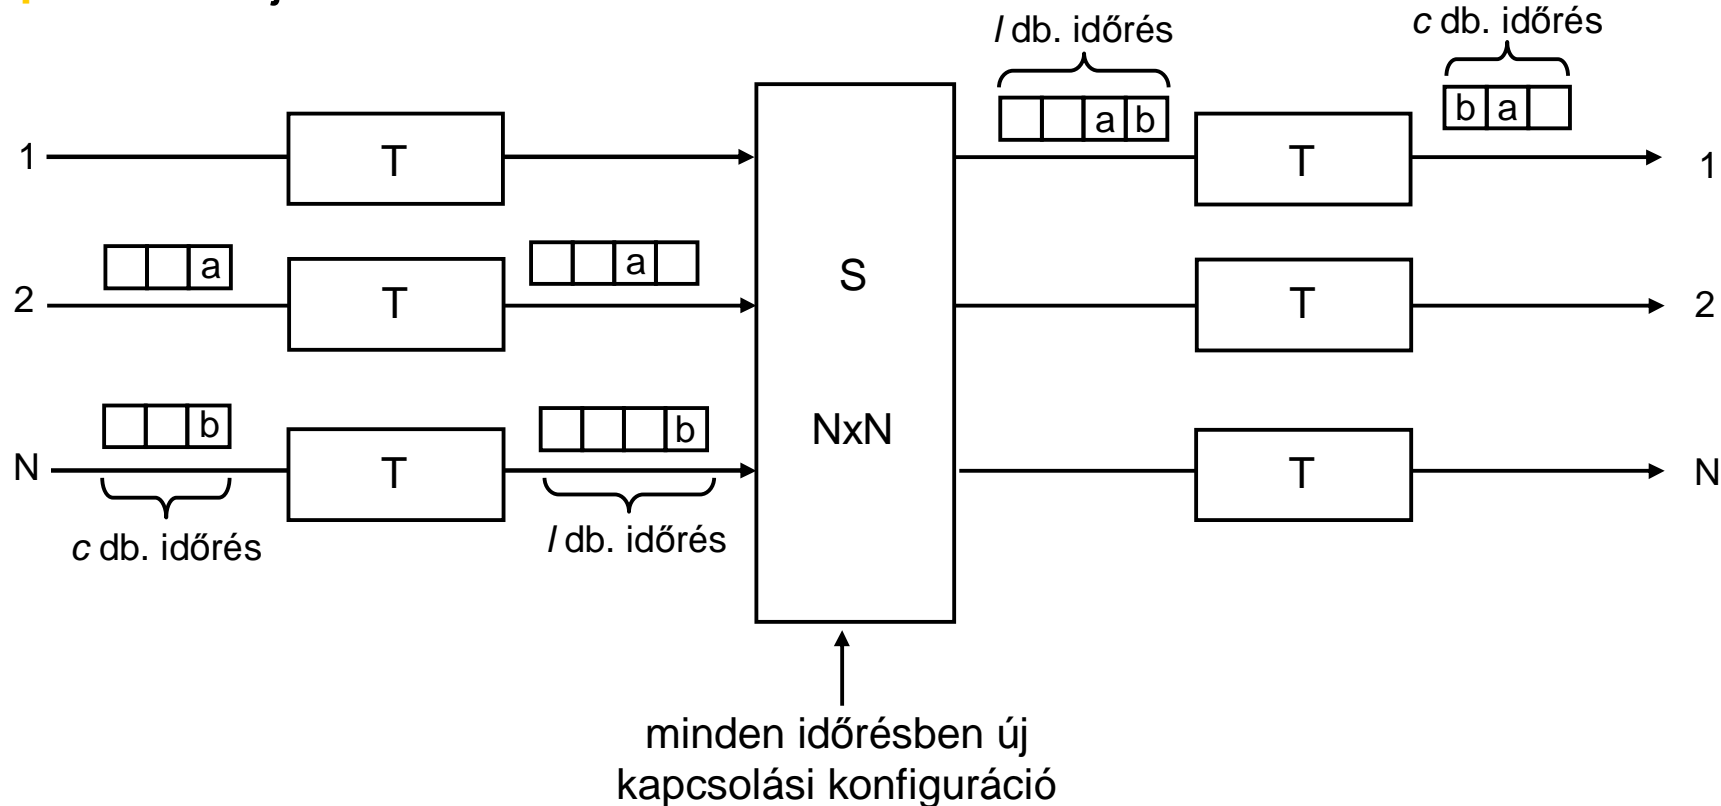 l db. időrés
c db. időrés
a b
b a
1 T T 1
a
a
2 T S T 2
b
b
NxN
N T T N
c db. időrés
l db. időrés
minden időrésben új
kapcsolási konfiguráció